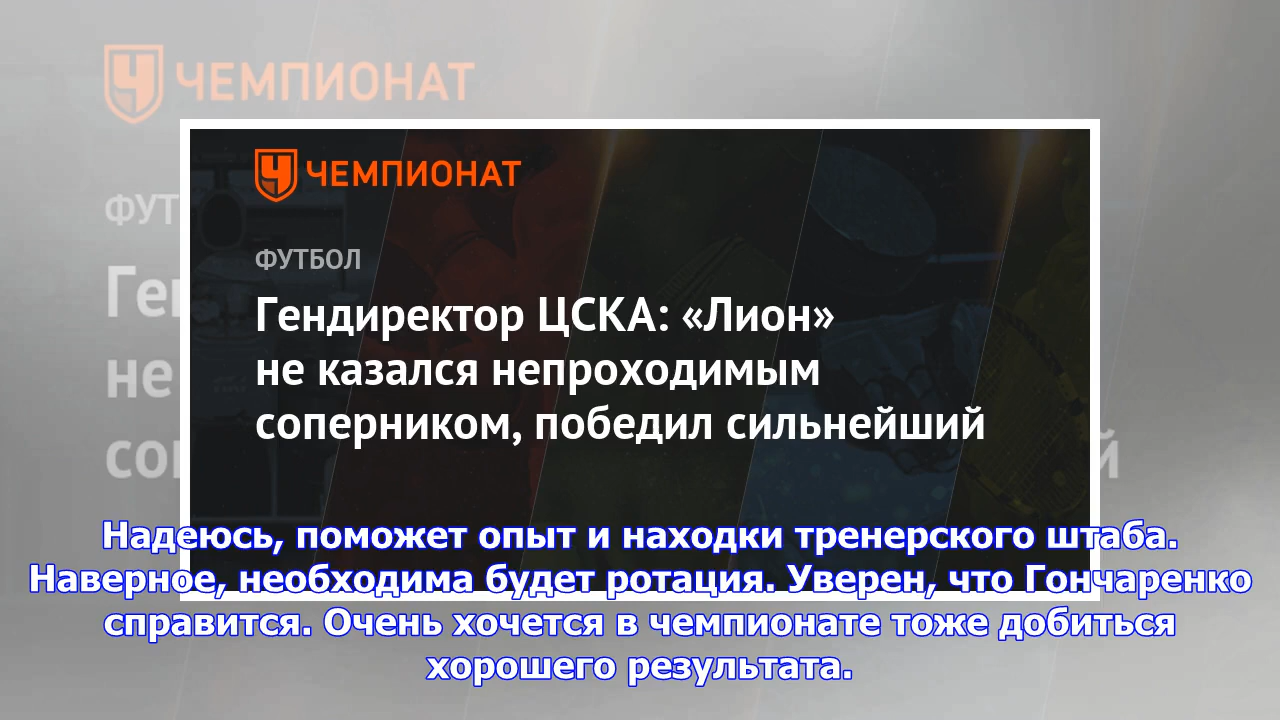 ЧЕМПИОНАТ
ЧЕМПИОНАТ
ФУТБОЛ
Гендиректор ЦСКА: «Лион»
не казался непроходимым
соперником, победил сильнейший
Надеюсь, поможет опыт и находки тренерского штаба.
Наверное, необходима будет ротация. Уверен, что Гончаренко
справится. Очень хочется в чемпионате тоже добиться
хорошего результата.